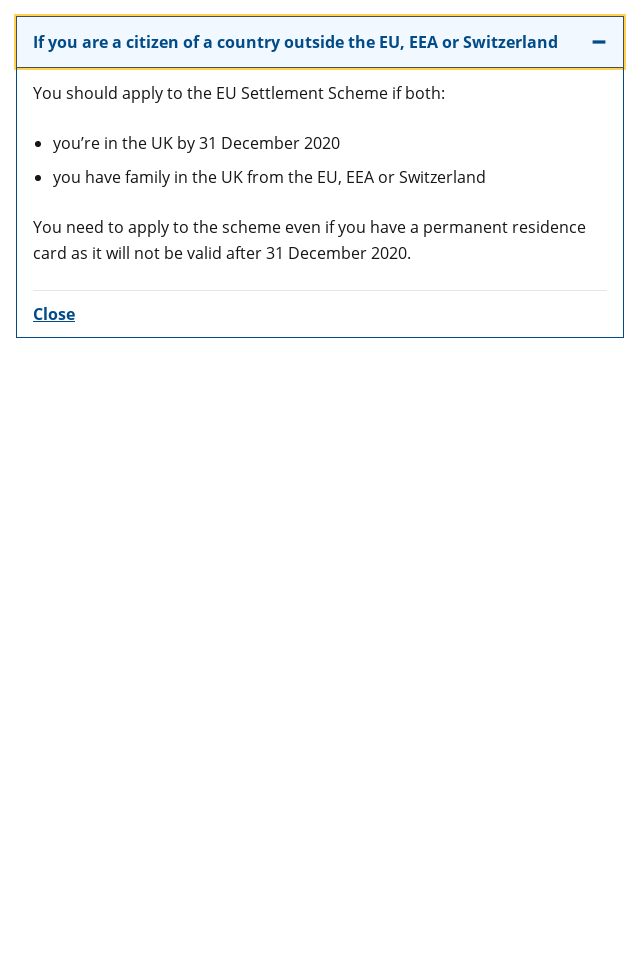 If you are a citizen of a country outside the EU, EEA or Switzerland
You should apply to the EU Settlement Scheme if both:
you’re in the UK by 31 December 2020
you have family in the UK from the EU, EEA or Switzerland
You need to apply to the scheme even if you have a permanent residence
card as it will not be valid after 31 December 2020.
Close